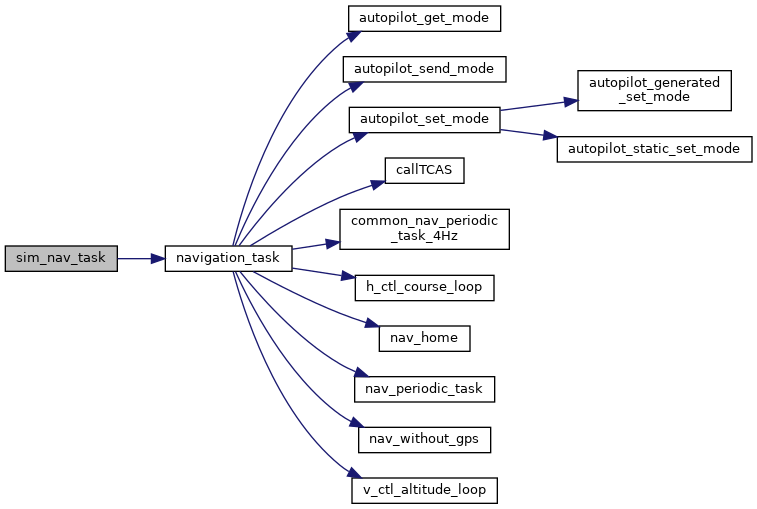 autopilot_get_mode
autopilot_send_mode
autopilot_generated
_set_mode
autopilot_set_mode
autopilot_static_set_mode
callTCAS
common_nav_periodic
_task_4Hz
sim_nav_task
navigation_task
h_ctl_course_loop
nav_home
nav_periodic_task
nav_without_gps
v_ctl_altitude_loop